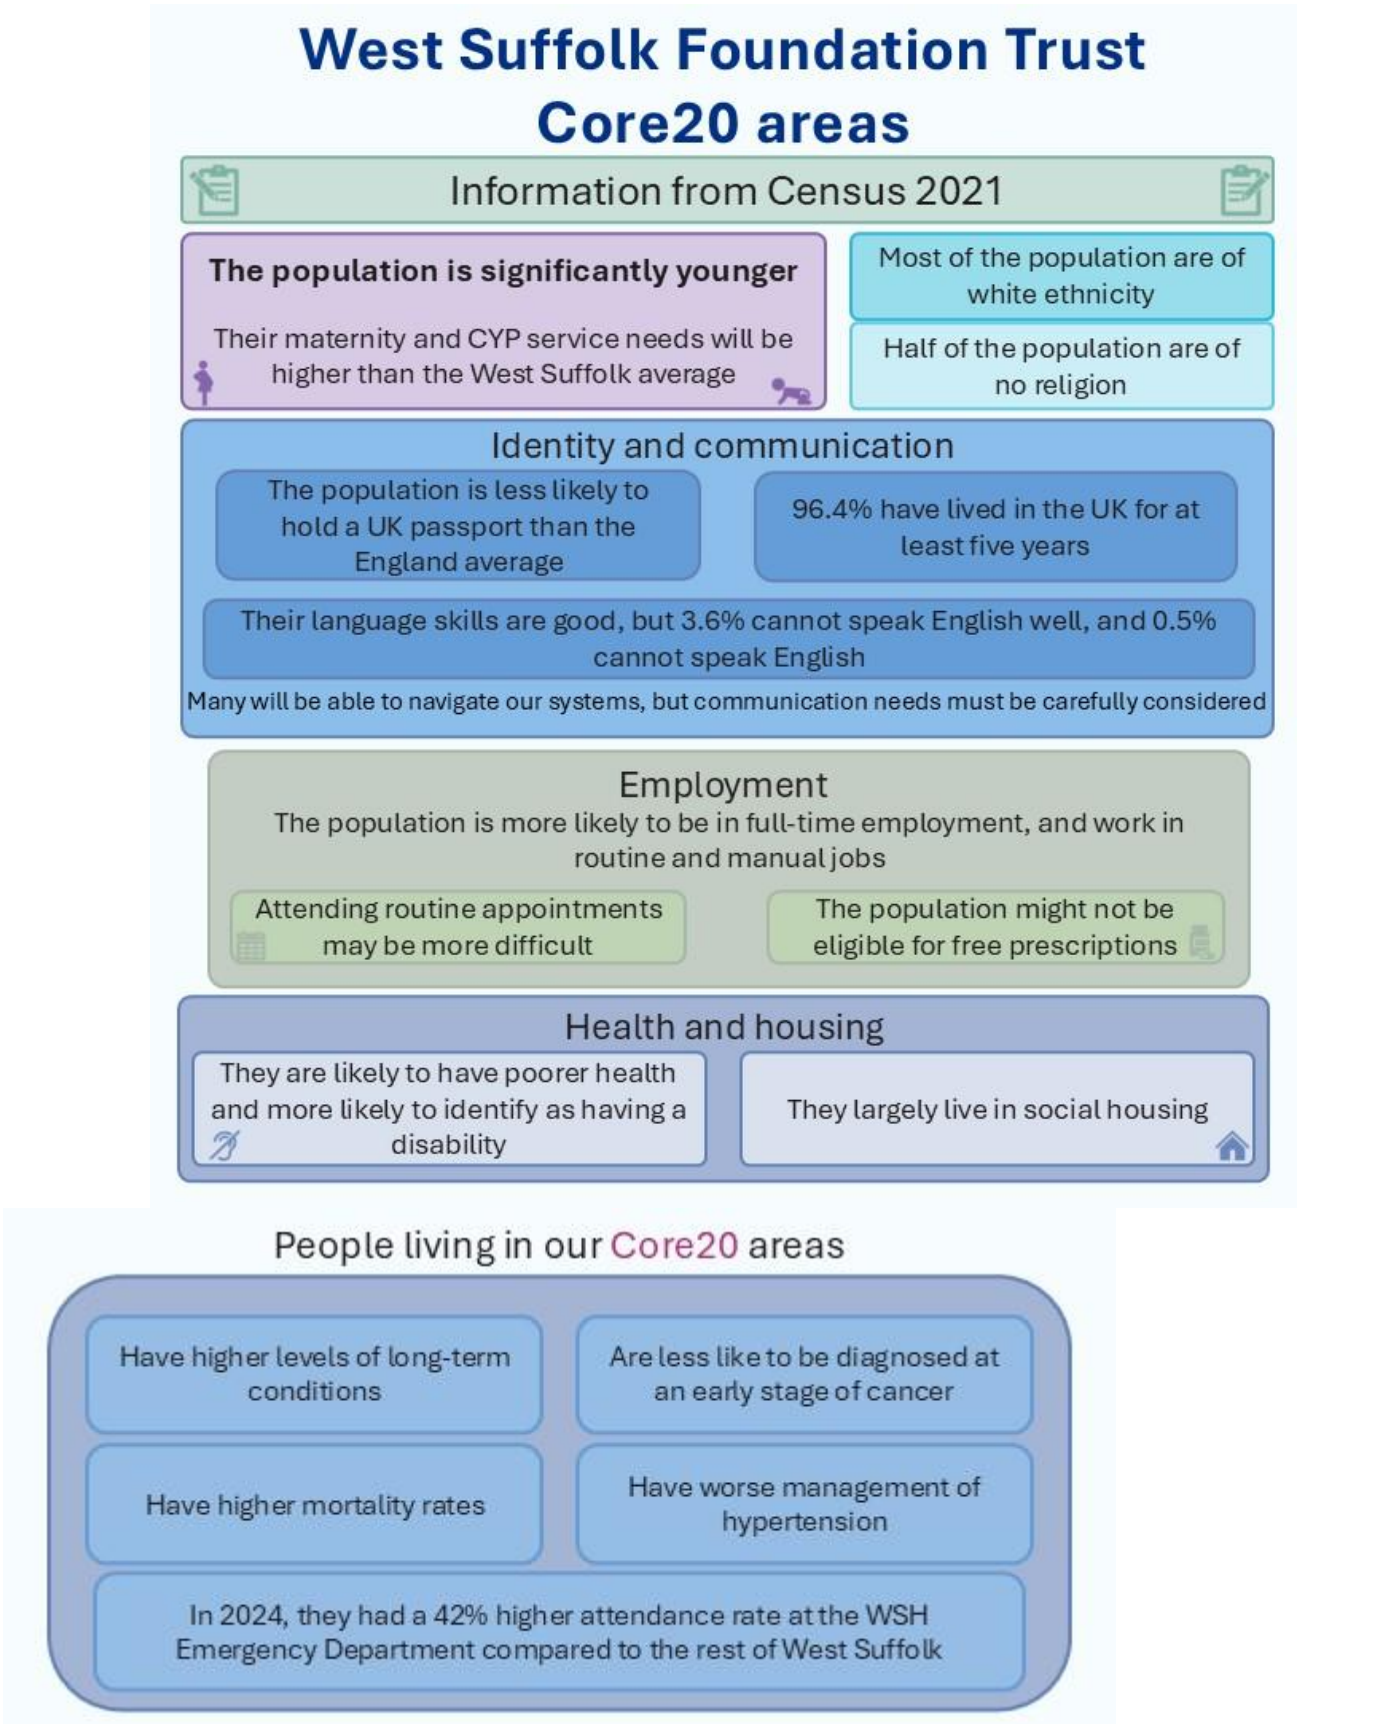 West Suffolk Foundation Trust
Core20 areas
Information from Census 2021
The population is significantly younger
Their maternity and CYP service needs will be
higher than the West Suffolk average
Most of the population are of
white ethnicity
Half of the population are of
no religion
Identity and communication
The population is less likely to
hold a UK passport than the
England average
96.4% have lived in the UK for at
least five years
Their language skills are good, but 3.6% cannot speak English well, and 0.5%
cannot speak English
Many will be able to navigate our systems, but communication needs must be carefully considered
Employment
The population is more likely to be in full-time employment, and work in
routine and manual jobs
Attending routine appointments
may be more difficult
The population might not be
eligible for free prescriptions
Health and housing
They are likely to have poorer health
and more likely to identify as having a
disability
They largely live in social housing
People living in our Core20 areas
Have higher levels of long-term
conditions
Are less like to be diagnosed at
an early stage of cancer
Have higher mortality rates
Have worse management of
hypertension
In 2024, they had a 42% higher attendance rate at the WSH
Emergency Department compared to the rest of West Suffolk